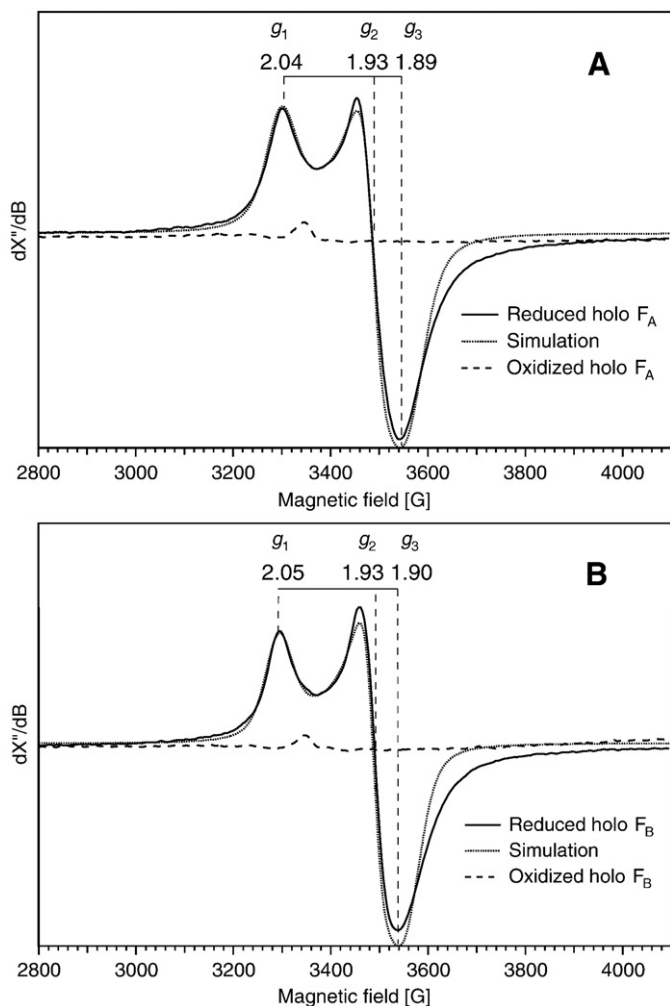 g1 g2 g3
2.04 1.93 1.89
A
dX"/dB
Reduced holo FA
Simulation
Oxidized holo FA
2800 3000 3200 3400 3600 3800 4000
Magnetic field [G]
g1 g2 g3
2.05 1.93 1.90
B
dX"/dB
Reduced holo FB
Simulation
Oxidized holo FB
2800 3000 3200 3400 3600 3800 4000
Magnetic field [G]